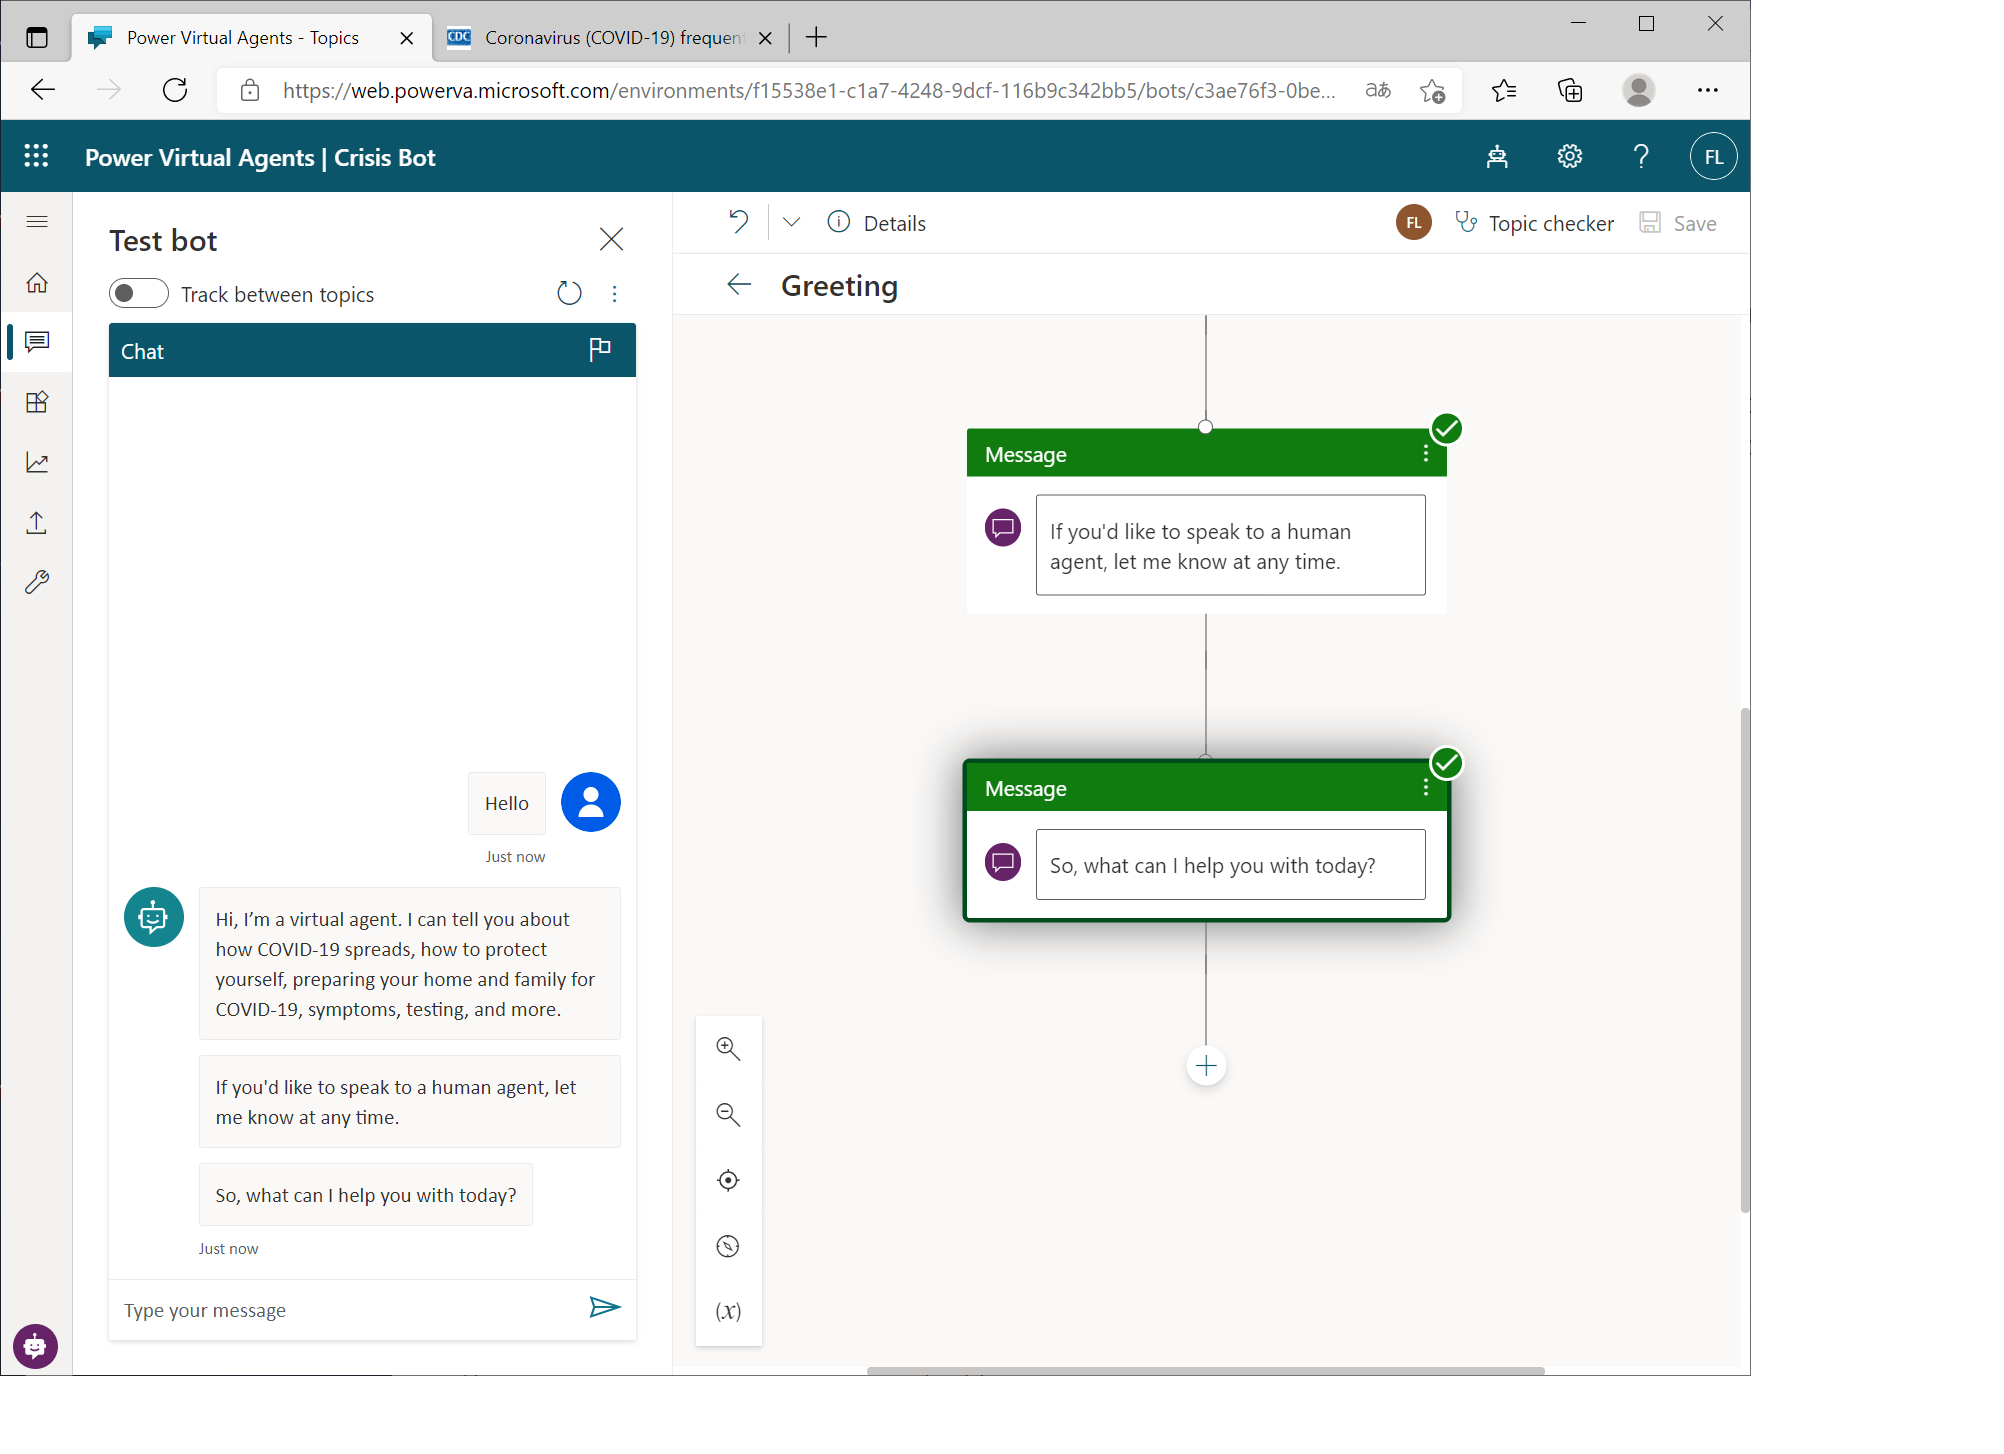 Power Virtual Agents - Topics
CDC
Coronavirus (COVID-19) frequen
https://web.powerva.microsoft.com/environments/f15538e1-c1a7-4248-9dcf-116b9c342bb5/bots/c3ae76f3-0be...
aあ
Power Virtual Agents | Crisis Bot
FL
Test bot
Track between topics
Chat
Hello
Just now
Hi, I’m a virtual agent. I can tell you about
how COVID-19 spreads, how to protect
yourself, preparing your home and family for
COVID-19, symptoms, testing, and more.
If you'd like to speak to a human agent, let
me know at any time.
So, what can I help you with today?
Just now
Type your message
Details
FL
Topic checker
Save
Greeting
Message
If you'd like to speak to a human
agent, let me know at any time.
Message
So, what can I help you with today?
(x)